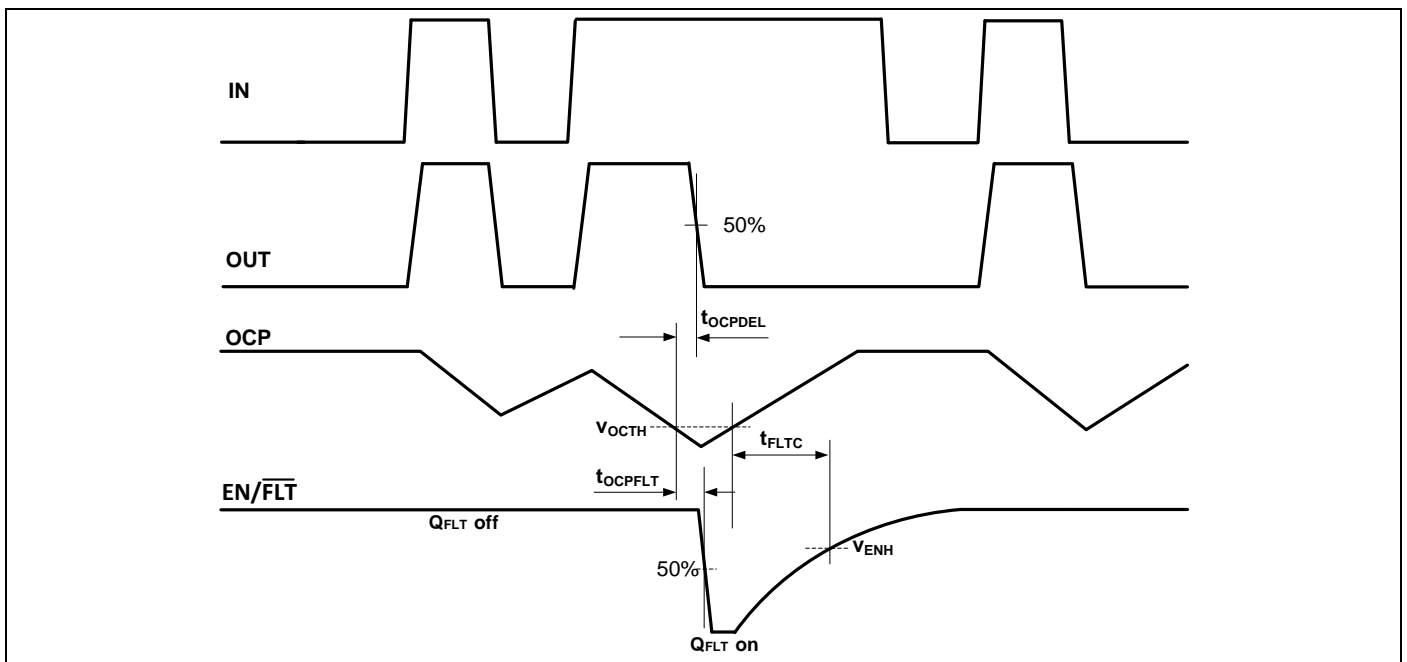 IN
50%
OUT
tOCPDEL
OCP
VOCTH
tFLTC
tOCPFLT
EN/FLT
QFLT off
VENH
50%
QFLT on